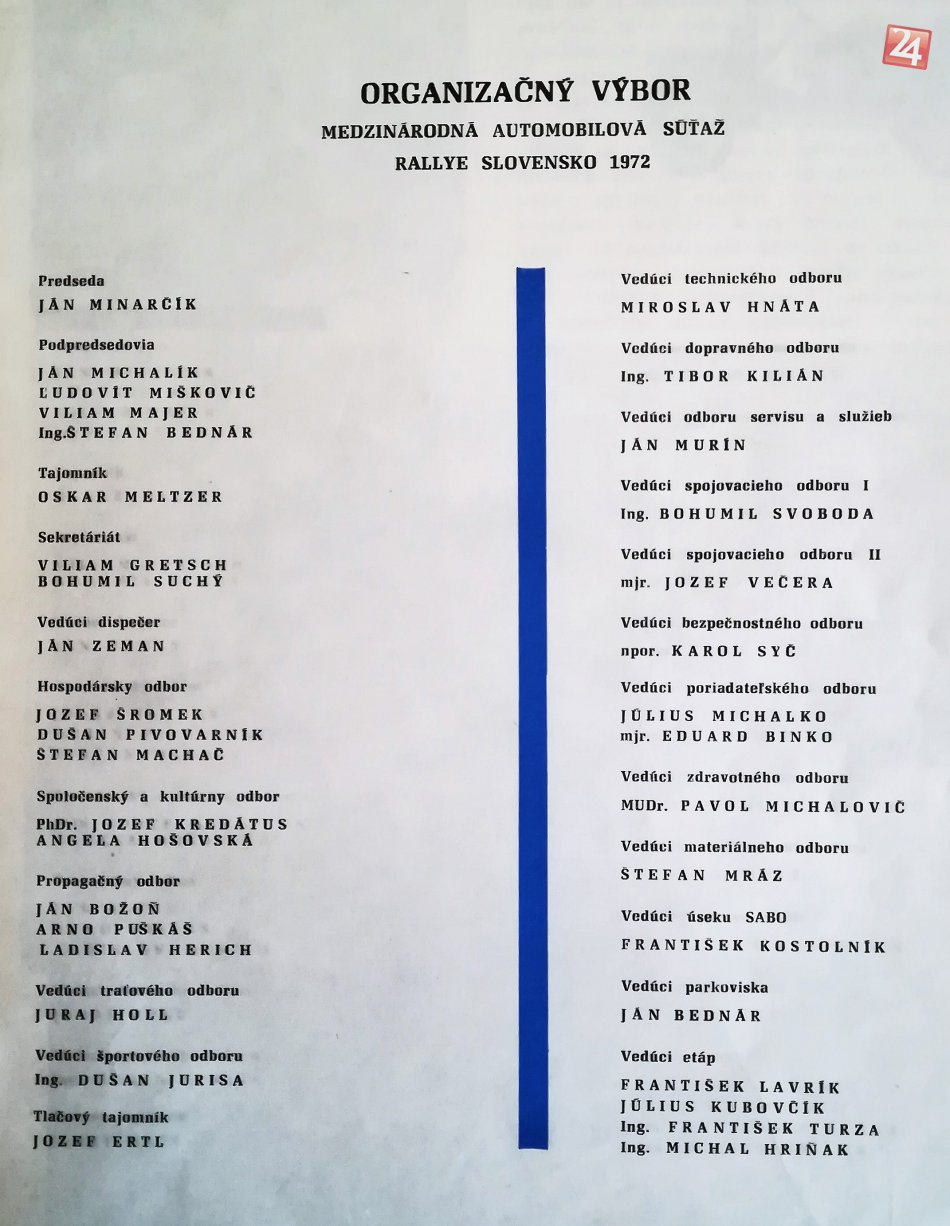 24
ORGANIZAČNÝ VÝBOR
MEDZINÁRODNÁ AUTOMOBILOVÁ SÚŤAŽ
RALLYE SLOVENSKO 1972
Predseda
JÁN MINARČÍK
Podpredsedovia
JÁN MICHALÍK
ĽUDOVÍT MIŠKOVIČ
VILIAM MAJER
Ing.ŠTEFAN BEDNÁR
Tajomník
OSKAR MELTZER
Sekretáriát
VILIAM GRETSCH
BOHUMIL SUCHÝ
Vedúci dispečer
JÁN ZEMAN
Hospodársky odbor
JOZEF ŠROMEK
DUŠAN PIVOVARNÍK
ŠTEFAN MACHAČ
Spoločenský a kultúrny odbor
PhDr. JOZEF KREDÁTUS
ANGELA HOŠOVSKÁ
Propagačný odbor
JÁN BOŽOŇ
ARNO PUŠKÁŠ
LADISLAV HERICH
Vedúci traťového odboru
JURAJ HOLL
Vedúci športového odboru
Ing. DUŠAN JURISA
Tlačový tajomník
JOZEF ERTL
Vedúci technického odboru
MIROSLAV HNÁTA
Vedúci dopravného odboru
Ing. TIBOR KILIÁN
Vedúci odboru servisu a služieb
JÁN MURÍN
Vedúci spojovacieho odboru I
Ing. BOHUMIL SVOBODA
Vedúci spojovacieho odboru II
mjr. JOZEF VEČERA
Vedúci bezpečnostného odboru
npor. KAROL SYČ
Vedúci poriadateľského odboru
JÚLIUS MICHALKO
mjr. EDUARD BINKO
Vedúci zdravotného odboru
MUDr. PAVOL MICHALOVIČ
Vedúci materiálneho odboru
ŠTEFAN MRÁZ
Vedúci úseku SABO
FRANTIŠEK KOSTOLNÍK
Vedúci parkoviska
JÁN BEDNÁR
Vedúci etáp
FRANTIŠEK LAVRÍK
JÚLIUS KUBOVČÍK
Ing. FRANTIŠEK TURZA
Ing. MICHAL HRIŇAK